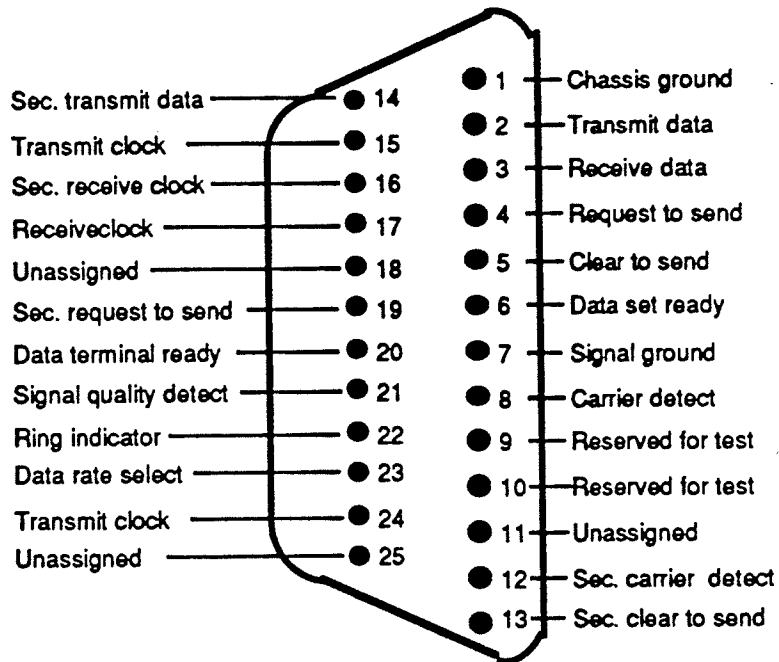 Sec. transmit data 14
Transmit clock 15
Sec. receive clock 16
Receiveclock 17
Unassigned 18
Sec. request to send 19
Data terminal ready 20
Signal quality detect 21
Ring indicator 22
Data rate select 23
Transmit clock 24
Unassigned 25
1 Chassis ground
2 Transmit data
3 Receive data
4 Request to send
5 Clear to send
6 Data set ready
7 Signal ground
8 Carrier detect
9 Reserved for test
10 Reserved for test
11 Unassigned
12 Sec. carrier detect
13 Sec. clear to send